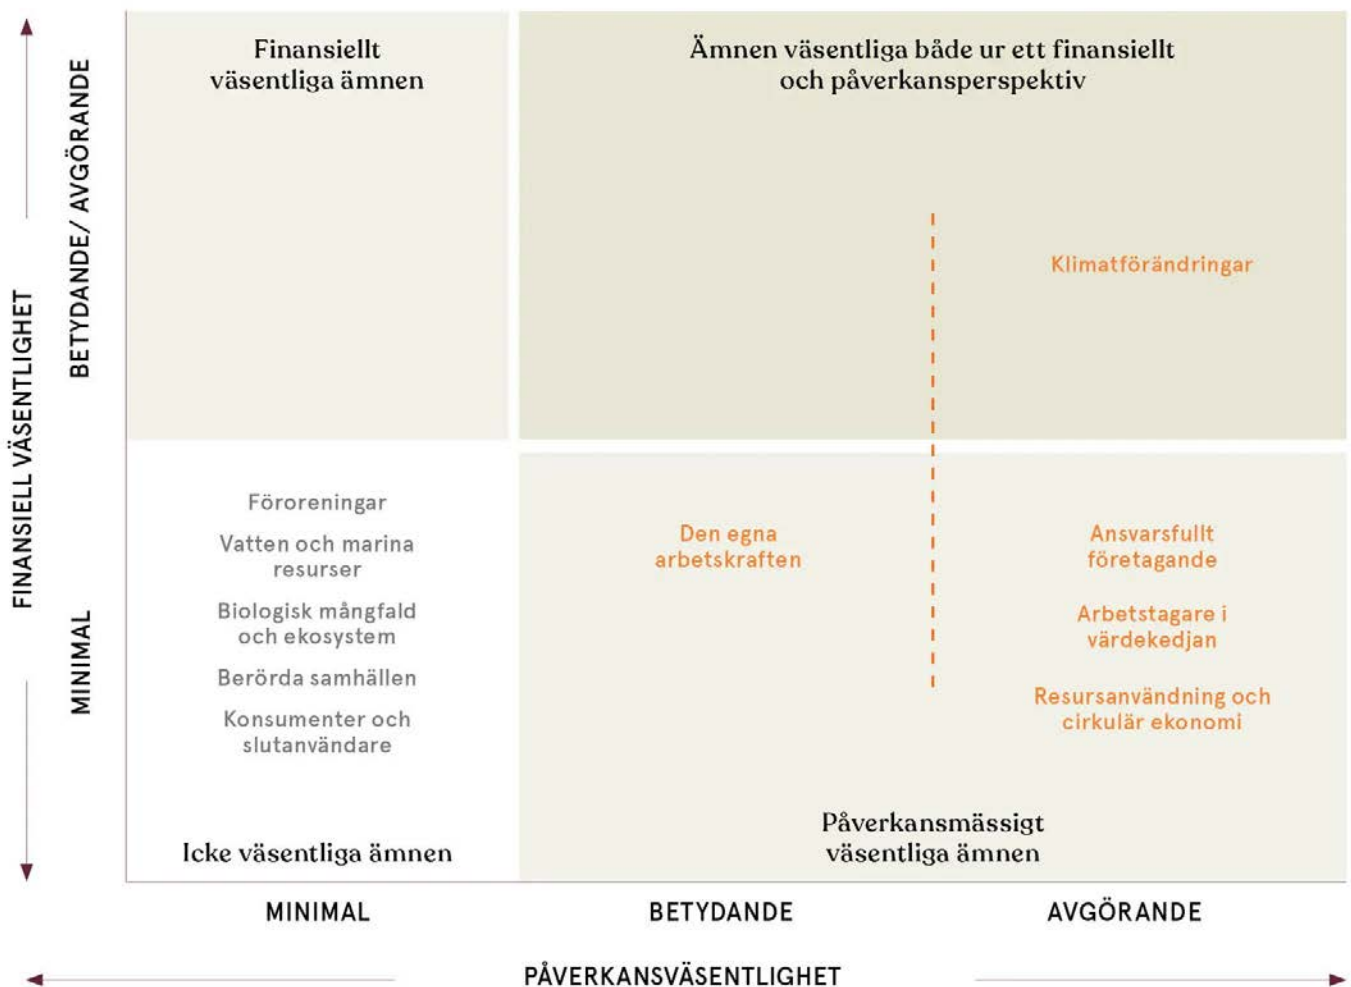 Finansiellt
väsentliga ämnen
Ämnen väsentliga både ur ett finansiellt
och påverkansperspektiv
FINANSIELL VÄSENTLIGHET
BETYDANDE/ AVGÖRANDE
MINIMAL
Klimatförändringar
Föroreningar
Vatten och marina
resurser
Biologisk mångfald
och ekosystem
Berörda samhällen
Konsumenter och
slutanvändare
Icke väsentliga ämnen
Den egna
arbetskraften
Ansvarsfullt
företagande
Arbetstagare i
värdekedjan
Resursanvändning och
cirkulär ekonomi
Påverkansmässigt
väsentliga ämnen
MINIMAL
BETYDANDE
AVGÖRANDE
PÅVERKANSVÄSENTLIGHET